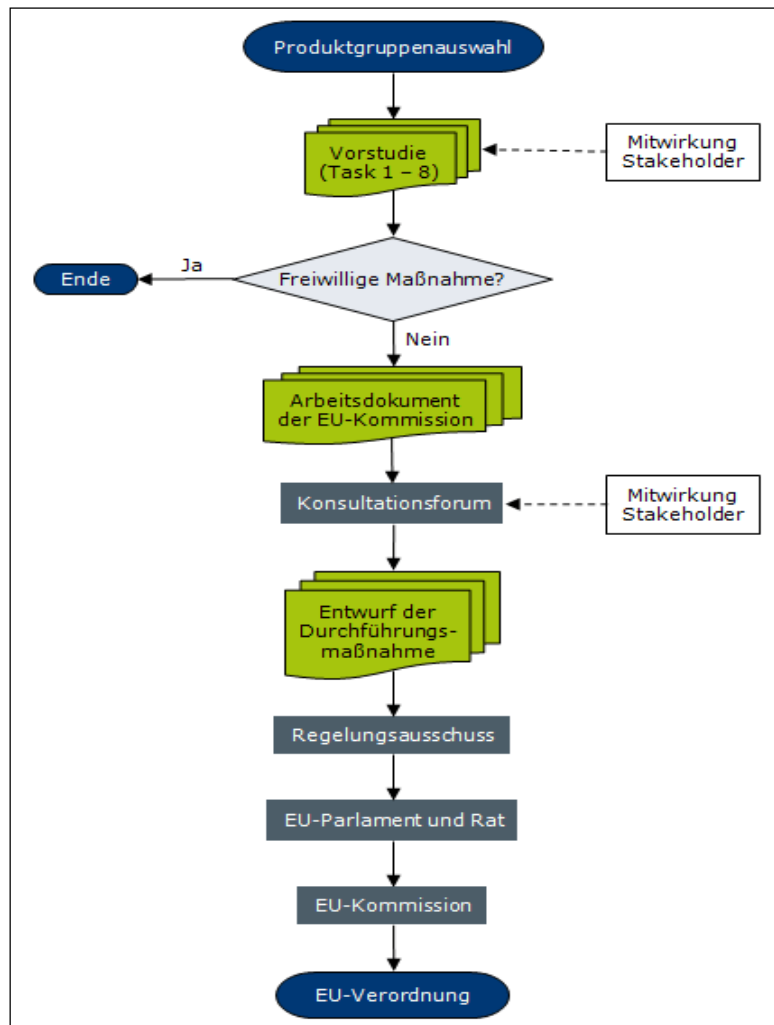 Produktgruppenauswahl
Vorstudie
(Task 1 – 8)
Mitwirkung
Stakeholder
Freiwillige Maßnahme?
Ja
Ende
Nein
Arbeitsdokument
der EU-Kommission
Konsultationsforum
Mitwirkung
Stakeholder
Entwurf der
Durchführungs-
maßnahme
Regelungsausschuss
EU-Parlament und Rat
EU-Kommission
EU-Verordnung